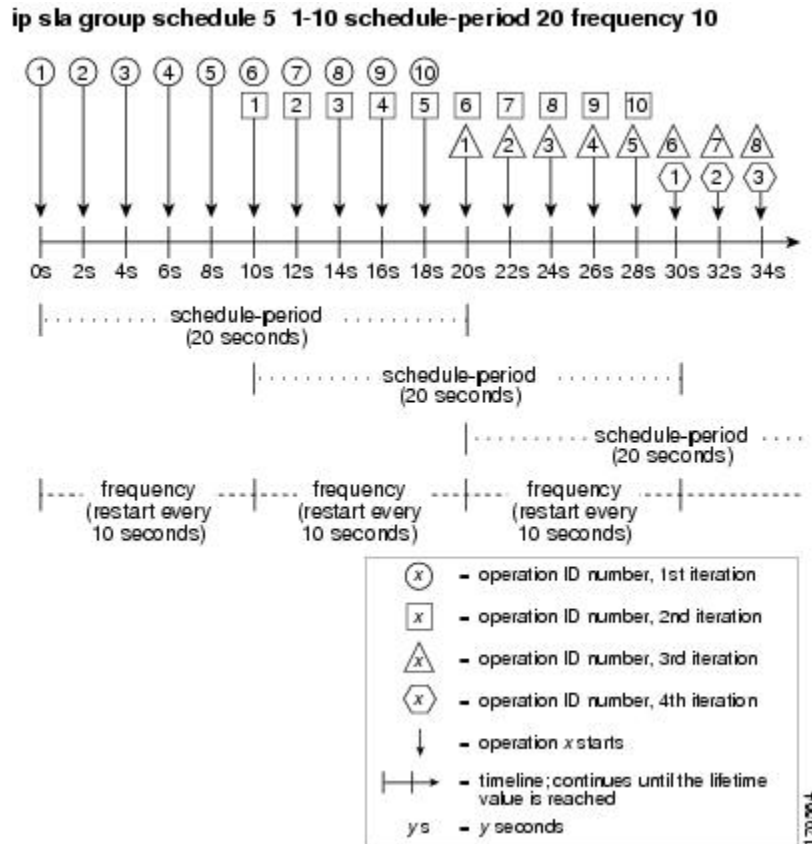 ip sla group schedule 5 1-10 schedule-period 20 frequency 10
1 2 3 4 5 6 7 8 9 10
1 2 3 4 5 6 7 8 9 10
1 2 3 4 5 6 7 8
1 2 3
0s 2s 4s 6s 8s 10s 12s 14s 16s 18s 20s 22s 24s 26s 28s 30s 32s 34s
schedule-period
(20 seconds)
schedule-period
(20 seconds)
schedule-period
(20 seconds)
frequency
(restart every
10 seconds)
frequency
(restart every
10 seconds)
frequency
(restart every
10 seconds)
x = operation ID number, 1st iteration
x = operation ID number, 2nd iteration
x = operation ID number, 3rd iteration
x = operation ID number, 4th iteration
= operation x starts
= timeline; continues until the lifetime
value is reached
y s = y seconds